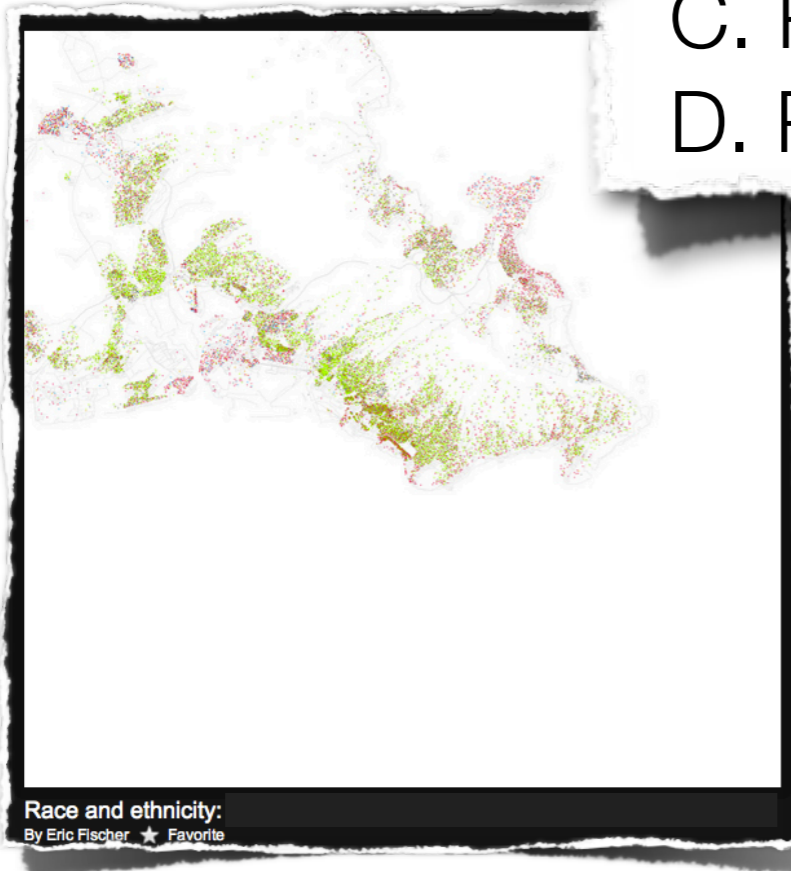 C.
D.
Race and ethnicity:
By Eric Fischer ★ Favorite